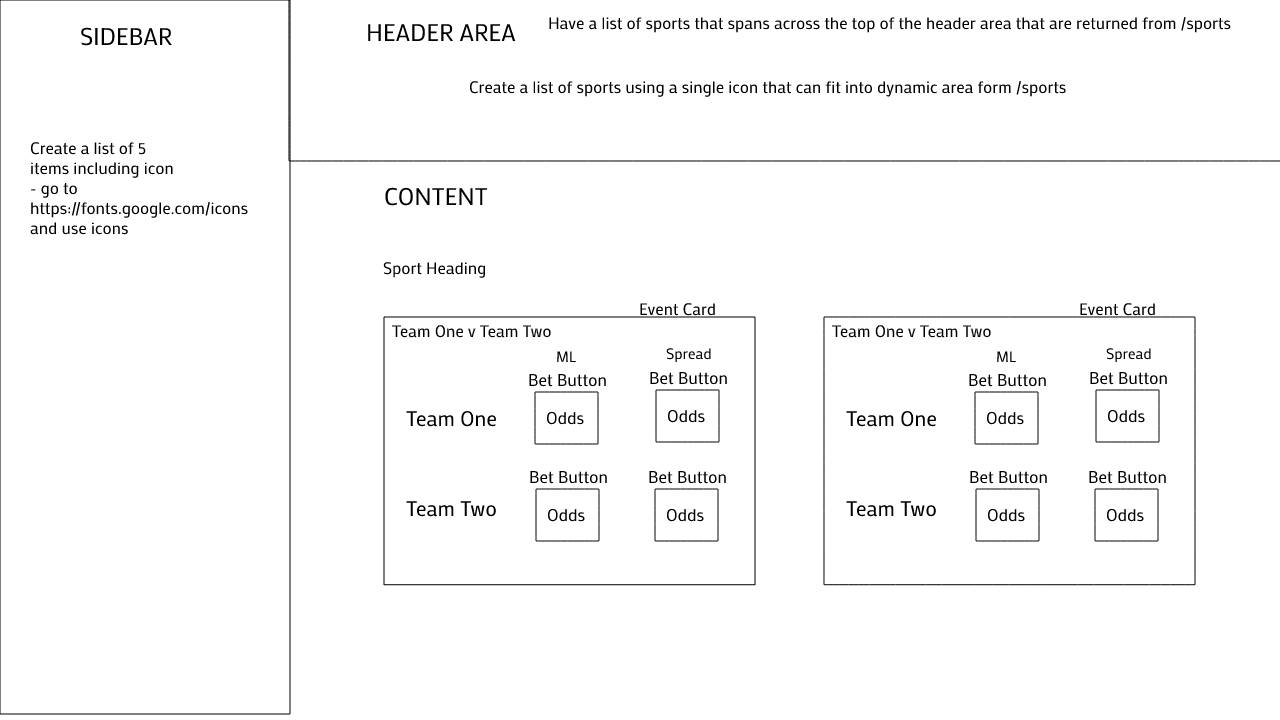 SIDEBAR
Create a list of 5
items including icon
- go to
https://fonts.google.com/icons
and use icons
HEADER AREA
Have a list of sports that spans across the top of the header area that are returned from /sports
Create a list of sports using a single icon that can fit into dynamic area form /sports
CONTENT
Sport Heading
Event Card
Team One v Team Two
ML
Spread
Bet Button
Bet Button
Team One
Odds
Odds
Bet Button
Bet Button
Team Two
Odds
Odds
Event Card
Team One v Team Two
ML
Spread
Bet Button
Bet Button
Team One
Odds
Odds
Bet Button
Bet Button
Team Two
Odds
Odds